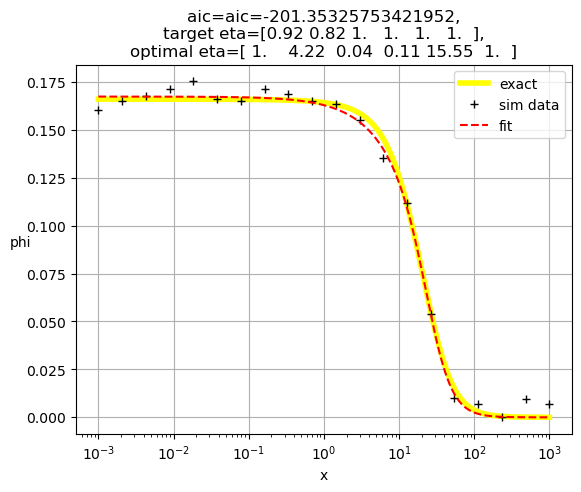 aic=aic=-201.35325753421952,
target eta=[0.92 0.82 1. 1. 1. 1. ],
optimal eta=[ 1. 4.22 0.04 0.11 15.55 1. ]
exact
sim data
fit
0.175
0.150
0.125
0.100
0.075
0.050
0.025
0.000
phi
10⁻³ 10⁻² 10⁻¹ 10⁰ 10¹ 10² 10³
x